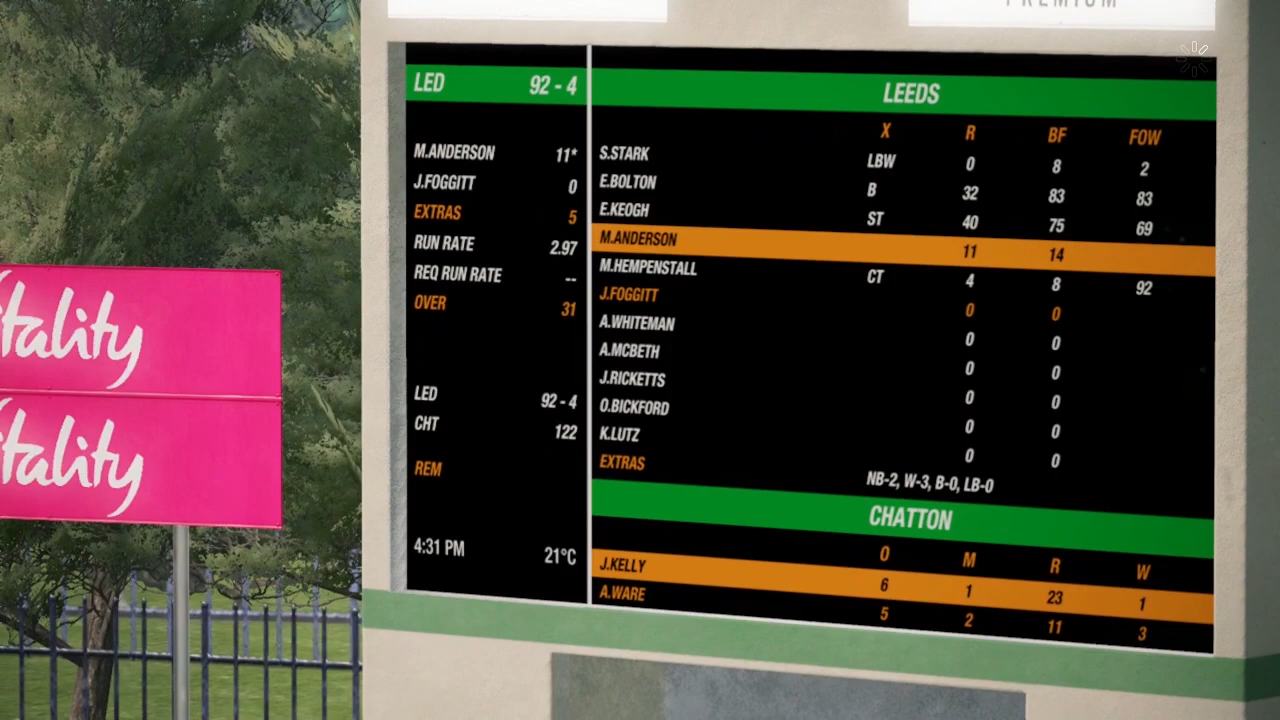 PREMIUM
LED 92 - 4
M.ANDERSON 11*
J.FOGGITT 0
EXTRAS 5
RUN RATE 2.97
REQ RUN RATE --
OVER 31
LED 92 - 4
CHT 122
REM
4:31 PM 21°C
LEEDS
X R BF FOW
S.STARK LBW 0 8 2
E.BOLTON B 32 83 83
E.KEOGH ST 40 75 69
M.ANDERSON 11 14
M.HEMPENSTALL CT 4 8 92
J.FOGGITT 0 0
A.WHITEMAN 0 0
A.MCBETH 0 0
J.RICKETTS 0 0
O.BICKFORD 0 0
K.LUTZ 0 0
EXTRAS NB-2, W-3, B-0, LB-0
CHATTON
O M R W
J.KELLY 6 1 23 1
A.WARE 5 2 11 3
tality
tality